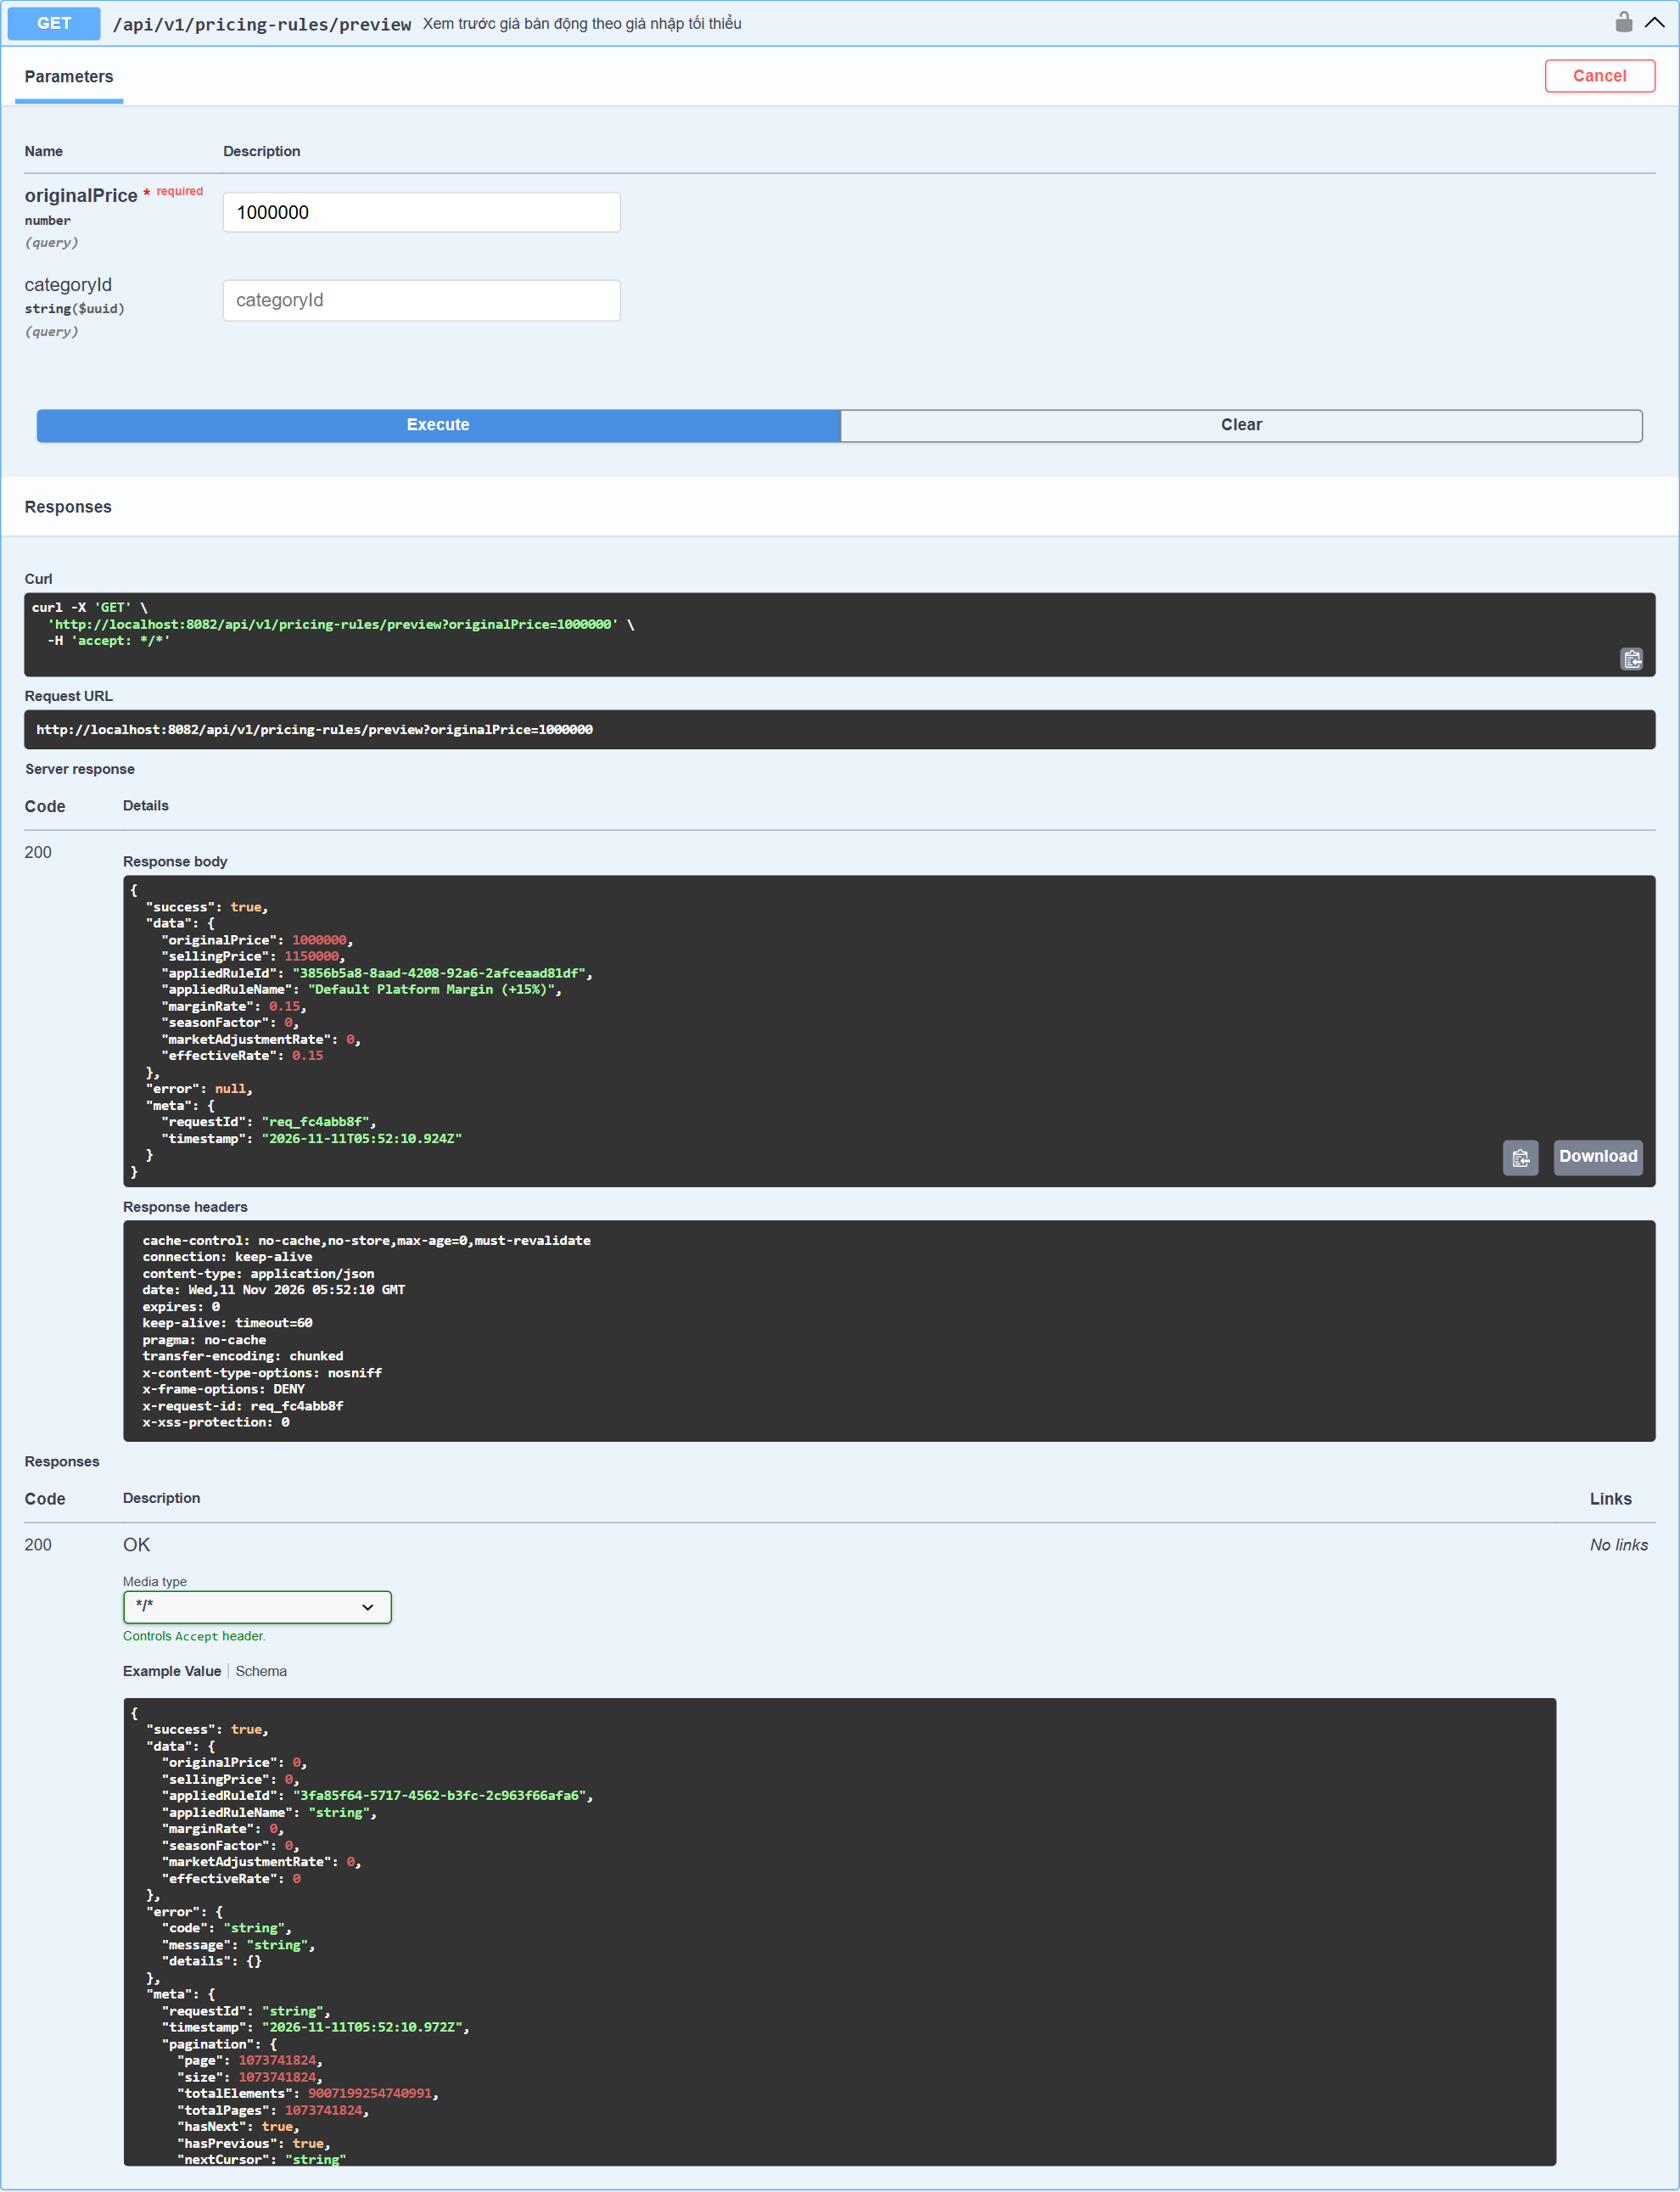 GET /api/v1/pricing-rules/preview Xem trước giá bán động theo giá nhập tối thiểu
Parameters
Cancel
Name Description
originalPrice * required
number
(query)
1000000
categoryId
string($uuid)
(query)
categoryId
Execute Clear
Responses
Curl
curl -X 'GET' \
  'http://localhost:8082/api/v1/pricing-rules/preview?originalPrice=1000000' \
  -H 'accept: */*'
Request URL
http://localhost:8082/api/v1/pricing-rules/preview?originalPrice=1000000
Server response
Code Details
200
Response body
{
  "success": true,
  "data": {
    "originalPrice": 1000000,
    "sellingPrice": 1150000,
    "appliedRuleId": "3856b5a8-8aad-4208-92a6-2afceaad81df",
    "appliedRuleName": "Default Platform Margin (+15%)",
    "marginRate": 0.15,
    "seasonFactor": 0,
    "marketAdjustmentRate": 0,
    "effectiveRate": 0.15
  },
  "error": null,
  "meta": {
    "requestId": "req_fc4abb8f",
    "timestamp": "2026-11-11T05:52:10.924Z"
  }
}
Download
Response headers
cache-control: no-cache,no-store,max-age=0,must-revalidate
connection: keep-alive
content-type: application/json
date: Wed,11 Nov 2026 05:52:10 GMT
expires: 0
keep-alive: timeout=60
pragma: no-cache
transfer-encoding: chunked
x-content-type-options: nosniff
x-frame-options: DENY
x-request-id: req_fc4abb8f
x-xss-protection: 0
Responses
Code Description Links
200 OK No links
Media type
*/*
Controls Accept header.
Example Value Schema
{
  "success": true,
  "data": {
    "originalPrice": 0,
    "sellingPrice": 0,
    "appliedRuleId": "3fa85f64-5717-4562-b3fc-2c963f66afa6",
    "appliedRuleName": "string",
    "marginRate": 0,
    "seasonFactor": 0,
    "marketAdjustmentRate": 0,
    "effectiveRate": 0
  },
  "error": {
    "code": "string",
    "message": "string",
    "details": {}
  },
  "meta": {
    "requestId": "string",
    "timestamp": "2026-11-11T05:52:10.972Z",
    "pagination": {
      "page": 1073741824,
      "size": 1073741824,
      "totalElements": 9007199254740991,
      "totalPages": 1073741824,
      "hasNext": true,
      "hasPrevious": true,
      "nextCursor": "string"